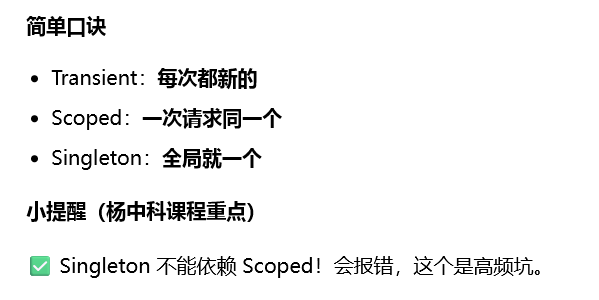 简单口诀
• Transient：每次都新的
• Scoped：一次请求同一个
• Singleton：全局就一个
小提醒（杨中科课程重点）
✅ Singleton 不能依赖 Scoped！会报错，这个是高频坑。